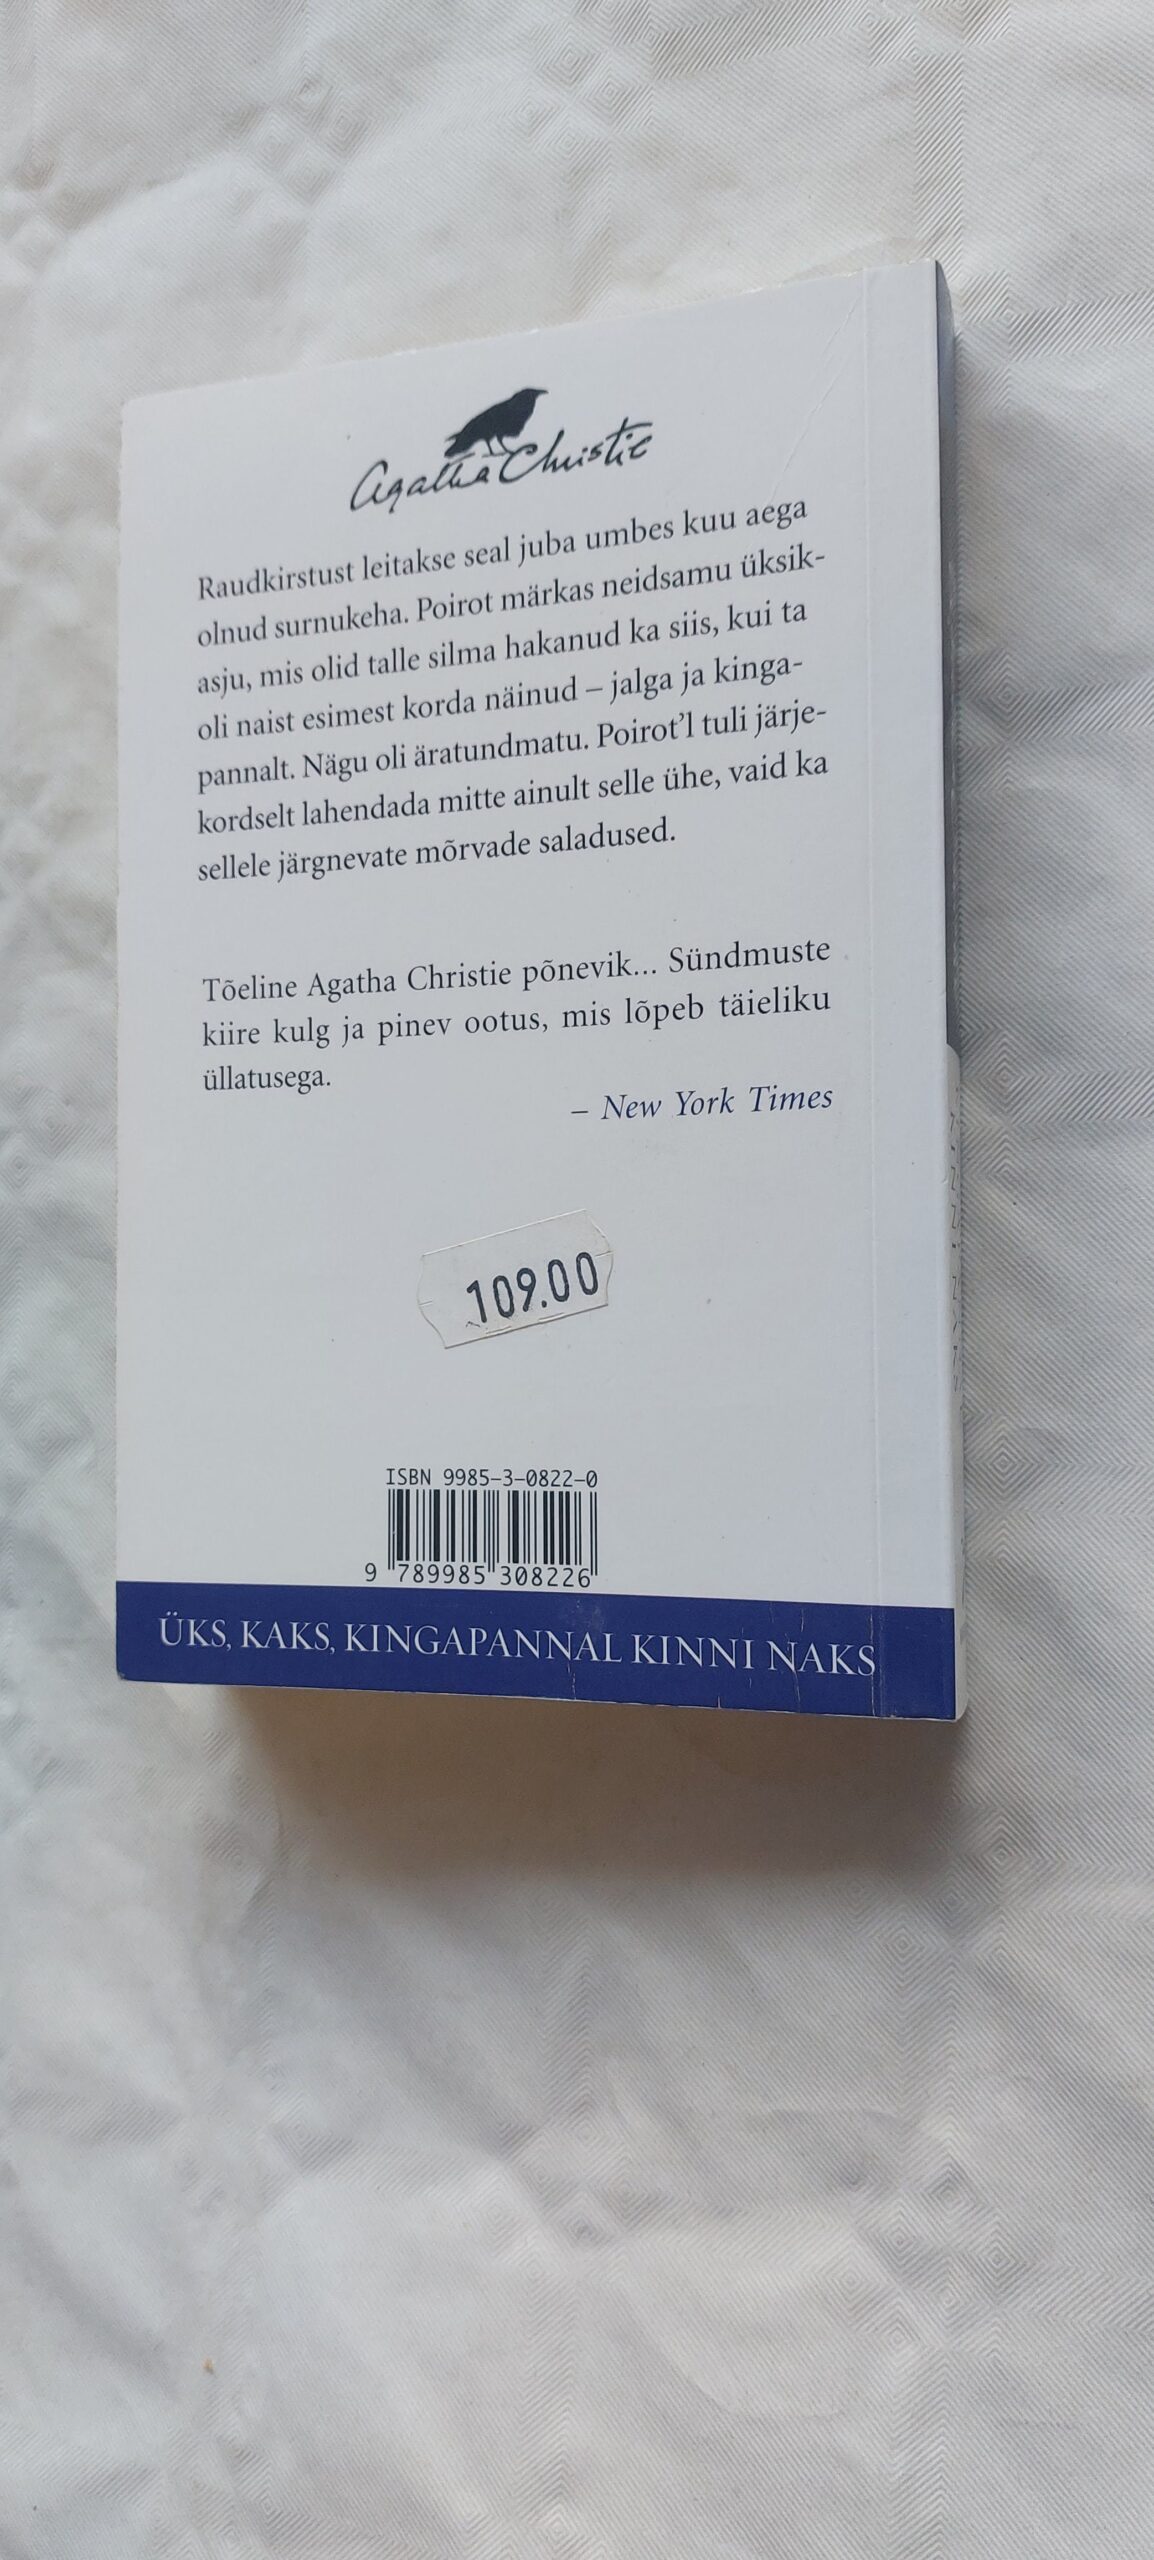 Agatha Christie
Raudkirstust leitakse seal juba umbes kuu aega
olnud surnukeha. Poirot märkas neidsamu üksik-
asju, mis olid talle silma hakanud ka siis, kui ta
oli naist esimest korda näinud – jalga ja kinga-
pannalt. Nägu oli äratundmatu. Poirot’l tuli järje-
kordselt lahendada mitte ainult selle ühe, vaid ka
sellele järgnevate mõrvade saladused.
Tõeline Agatha Christie põnevik... Sündmuste
kiire kulg ja pinev ootus, mis lõpeb täieliku
üllatusega.
– New York Times
109.00
ISBN 9985-3-0822-0
9 789985 308226
ÜKS, KAKS, KINGAPANNAL KINNI NAKS